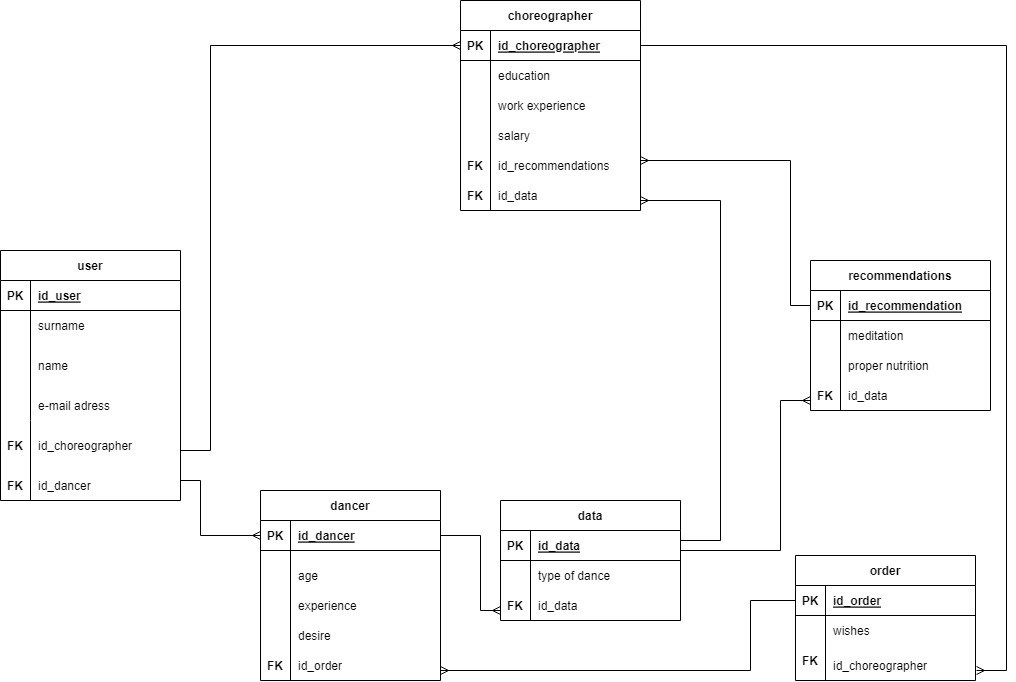 choreographer
PK id_choreographer
education
work experience
salary
FK id_recommendations
FK id_data
user
PK id_user
surname
name
e-mail adress
FK id_choreographer
FK id_dancer
recommendations
PK id_recommendation
meditation
proper nutrition
FK id_data
dancer
PK id_dancer
age
experience
desire
FK id_order
data
PK id_data
type of dance
FK id_data
order
PK id_order
wishes
FK id_choreographer